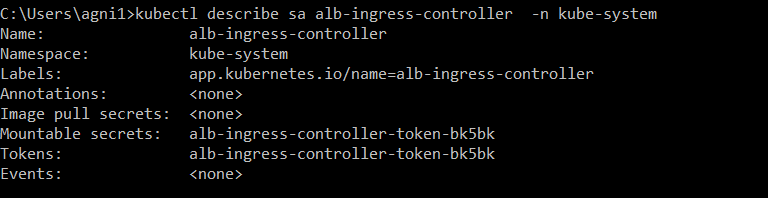 C:\Users\agni1>kubectl describe sa alb-ingress-controller  -n kube-system
Name:                alb-ingress-controller
Namespace:           kube-system
Labels:              app.kubernetes.io/name=alb-ingress-controller
Annotations:         <none>
Image pull secrets:  <none>
Mountable secrets:   alb-ingress-controller-token-bk5bk
Tokens:              alb-ingress-controller-token-bk5bk
Events:              <none>